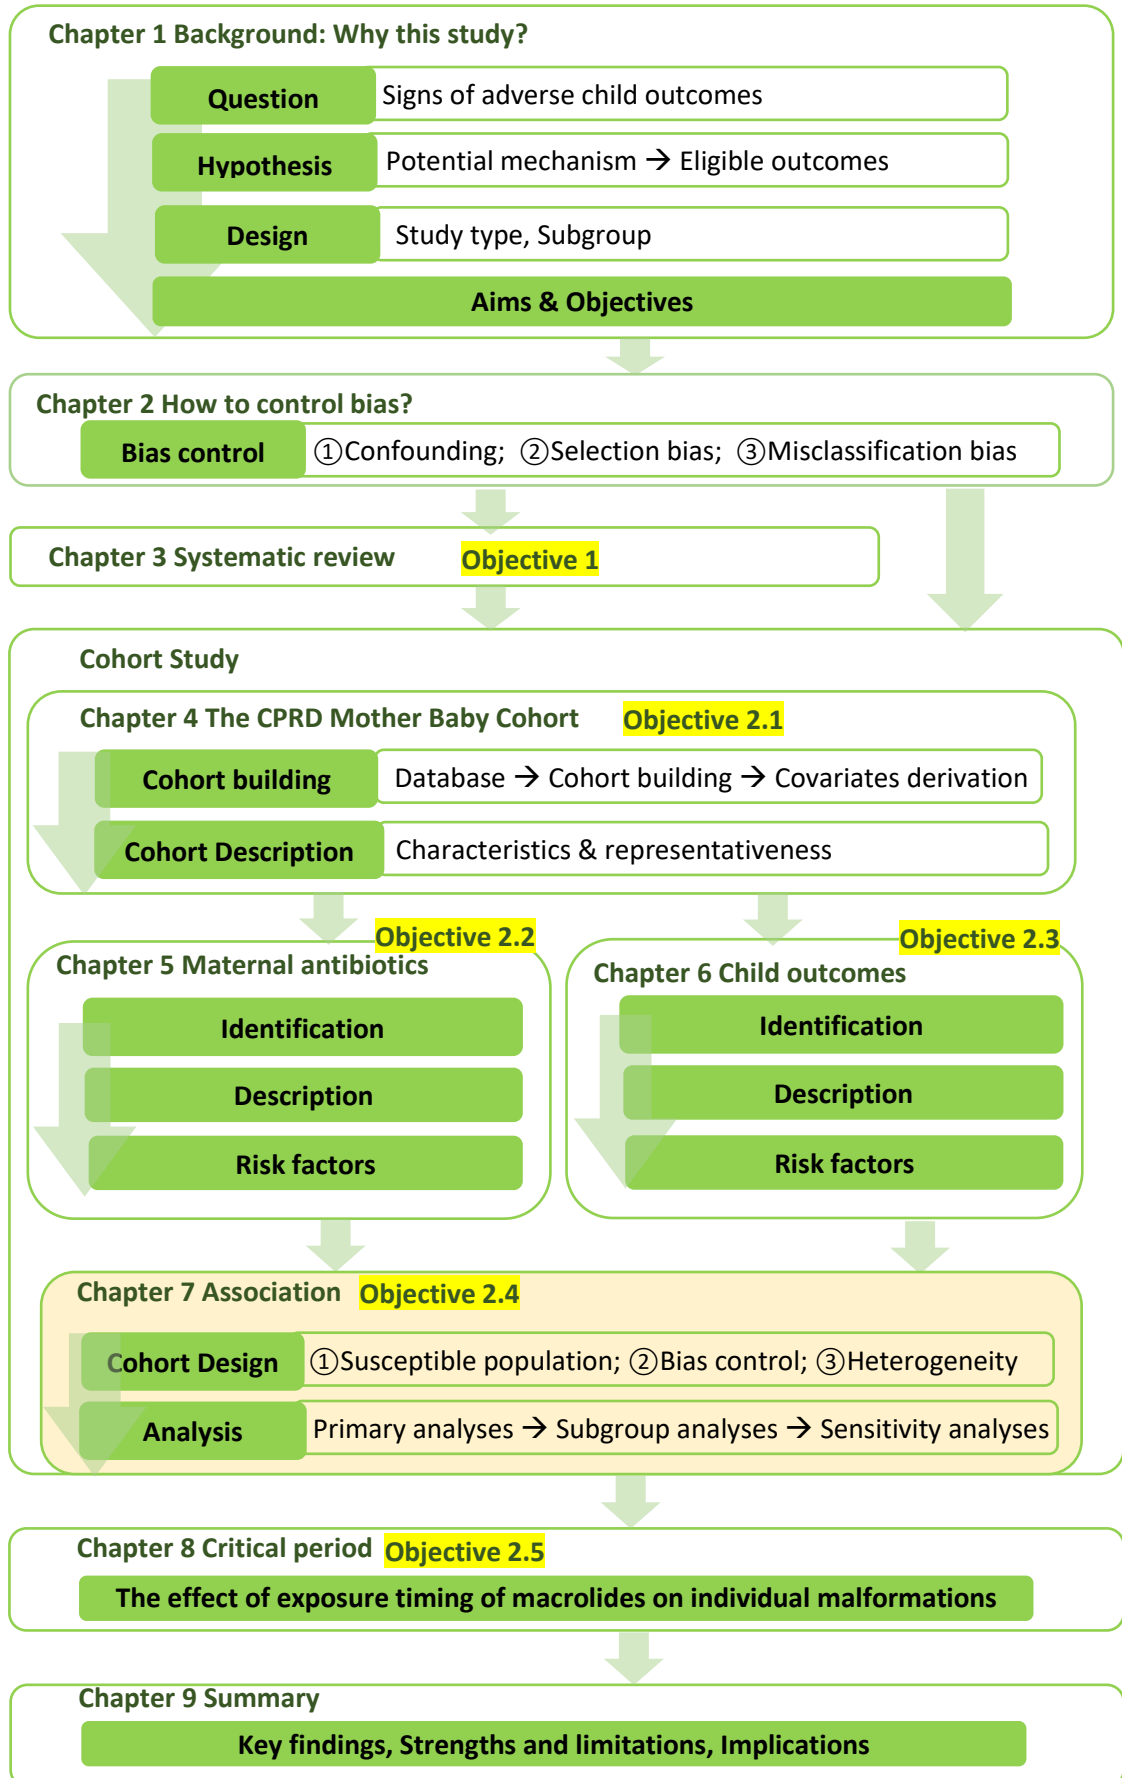 Chapter 1 Background: Why this study?
Question Signs of adverse child outcomes
Hypothesis Potential mechanism → Eligible outcomes
Design Study type, Subgroup
Aims & Objectives
Chapter 2 How to control bias?
Bias control ①Confounding; ②Selection bias; ③Misclassification bias
Chapter 3 Systematic review Objective 1
Cohort Study
Chapter 4 The CPRD Mother Baby Cohort Objective 2.1
Cohort building Database → Cohort building → Covariates derivation
Cohort Description Characteristics & representativeness
Objective 2.2
Chapter 5 Maternal antibiotics
Identification
Description
Risk factors
Objective 2.3
Chapter 6 Child outcomes
Identification
Description
Risk factors
Chapter 7 Association Objective 2.4
Cohort Design ①Susceptible population; ②Bias control; ③Heterogeneity
Analysis Primary analyses → Subgroup analyses → Sensitivity analyses
Chapter 8 Critical period Objective 2.5
The effect of exposure timing of macrolides on individual malformations
Chapter 9 Summary
Key findings, Strengths and limitations, Implications